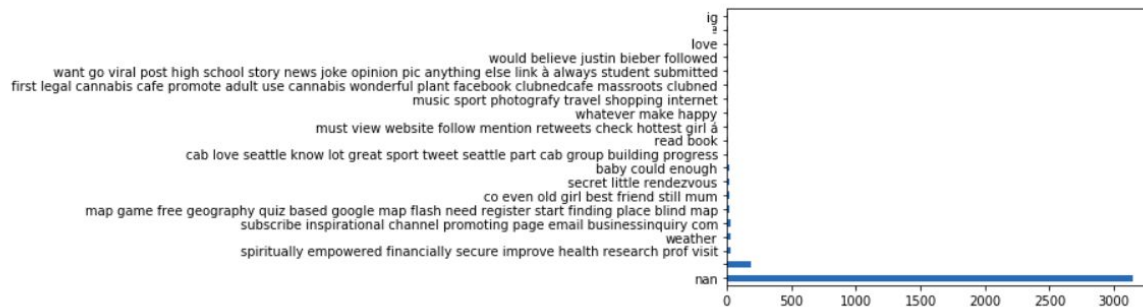 ig
love
would believe justin bieber followed
want go viral post high school story news joke opinion pic anything else link à always student submitted
first legal cannabis cafe promote adult use cannabis wonderful plant facebook clubnedcafe massroots clubned
music sport photografy travel shopping internet
whatever make happy
must view website follow mention retweets check hottest girl á
read book
cab love seattle know lot great sport tweet seattle part cab group building progress
baby could enough
secret little rendezvous
co even old girl best friend still mum
map game free geography quiz based google map flash need register start finding place blind map
subscribe inspirational channel promoting page email businessinquiry com
weather
spiritually empowered financially secure improve health research prof visit
nan
0 500 1000 1500 2000 2500 3000